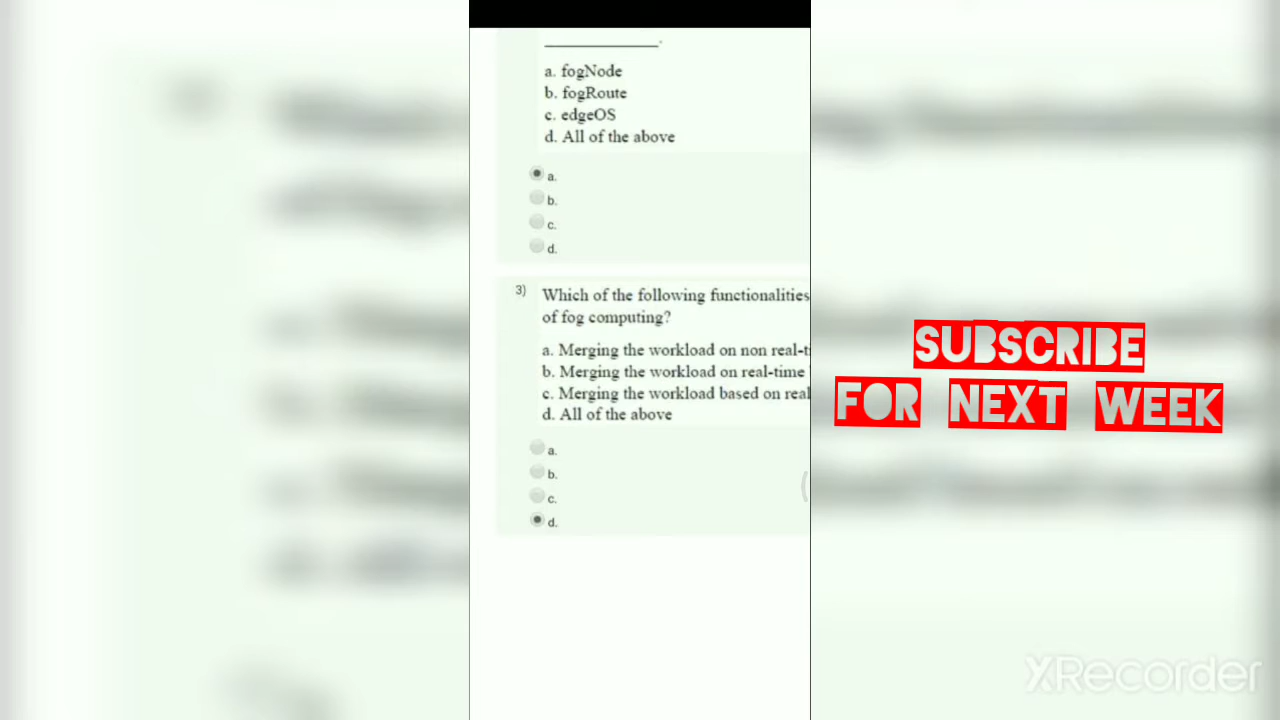 ____________.
a. fogNode
b. fogRoute
c. edgeOS
d. All of the above
a.
b.
c.
d.
3) Which of the following functionalities
of fog computing?
a. Merging the workload on non real-t
b. Merging the workload on real-time
c. Merging the workload based on real
d. All of the above
a.
b.
c.
d.
SUBSCRIBE
FOR NEXT WEEK
XRecorder